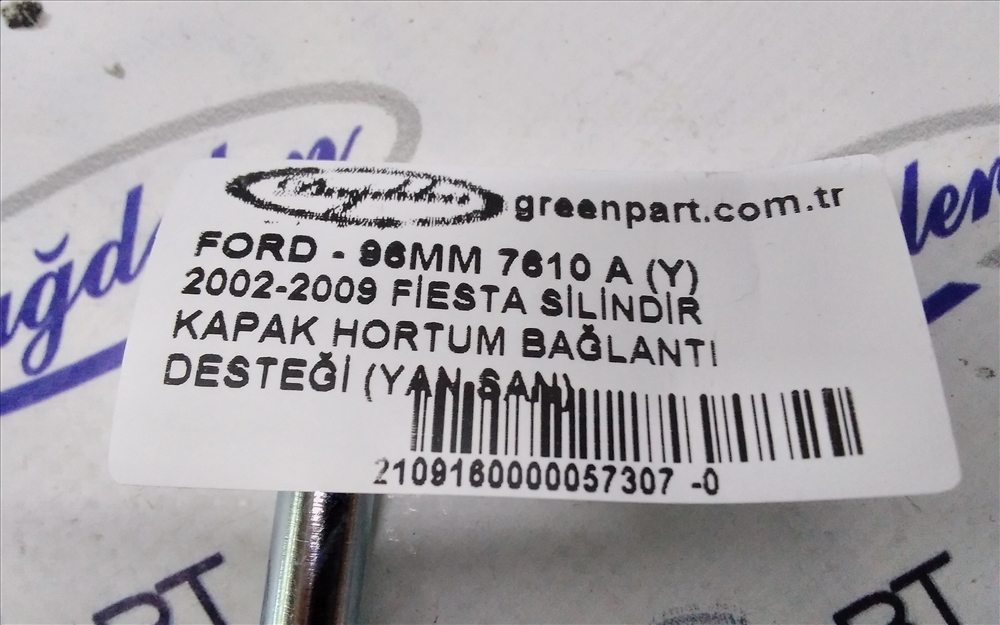 greenpart.com.tr
FORD - 96MM 7610 A (Y)
2002-2009 FİESTA SİLİNDİR
KAPAK HORTUM BAĞLANTI
DESTEĞİ (YAN SAN)
2109160000057307 -0